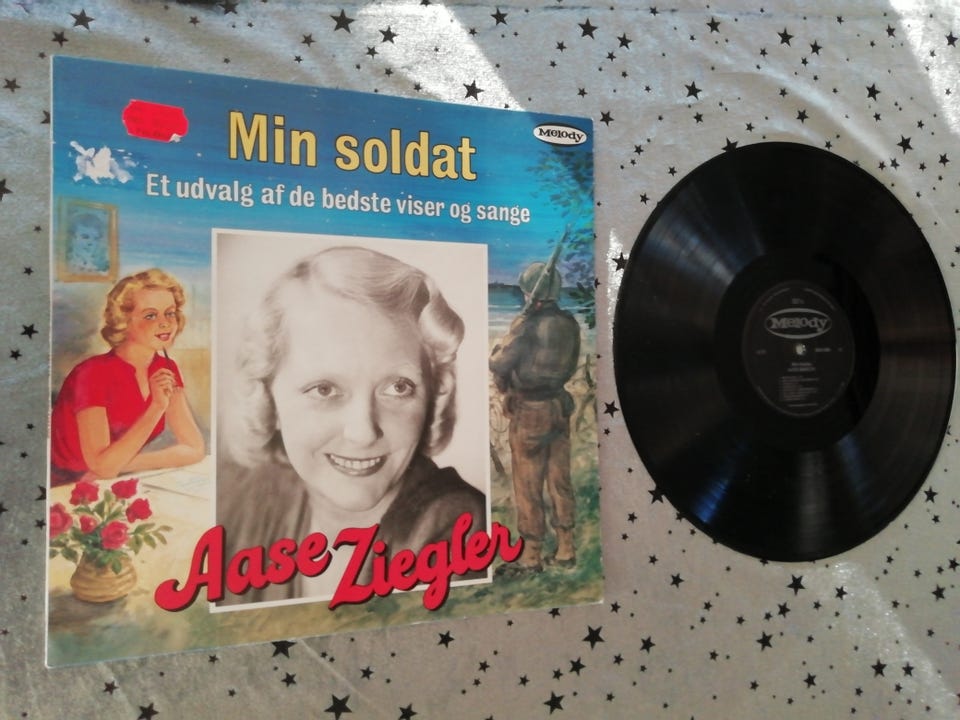 Min soldat
Melody
Et udvalg af de bedste viser og sange
Aase Ziegler
Melody